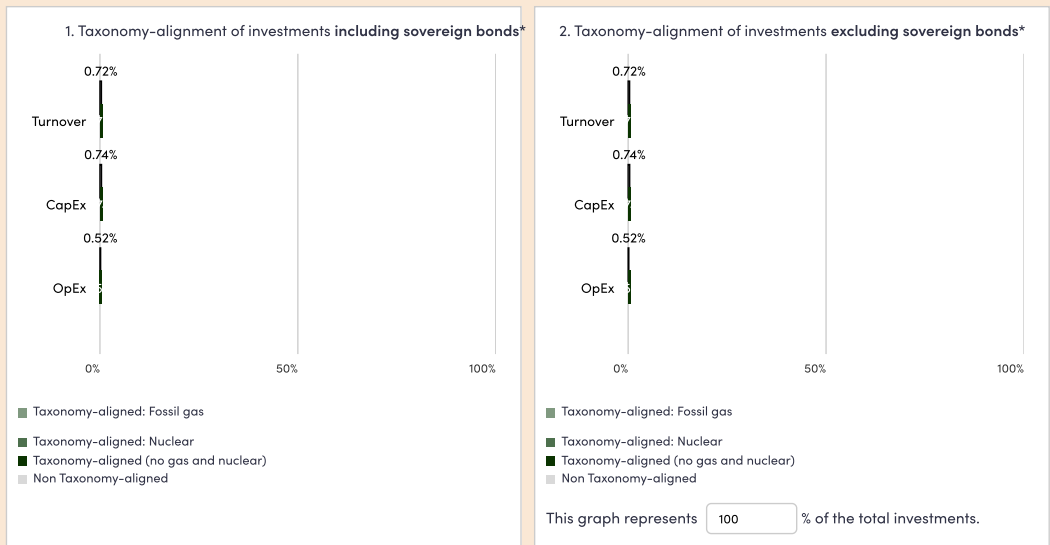 1. Taxonomy-alignment of investments including sovereign bonds*
0.72%
Turnover
0.74%
CapEx
0.52%
OpEx
0% 50% 100%
Taxonomy-aligned: Fossil gas
Taxonomy-aligned: Nuclear
Taxonomy-aligned (no gas and nuclear)
Non Taxonomy-aligned
2. Taxonomy-alignment of investments excluding sovereign bonds*
0.72%
Turnover
0.74%
CapEx
0.52%
OpEx
0% 50% 100%
Taxonomy-aligned: Fossil gas
Taxonomy-aligned: Nuclear
Taxonomy-aligned (no gas and nuclear)
Non Taxonomy-aligned
This graph represents 100 % of the total investments.